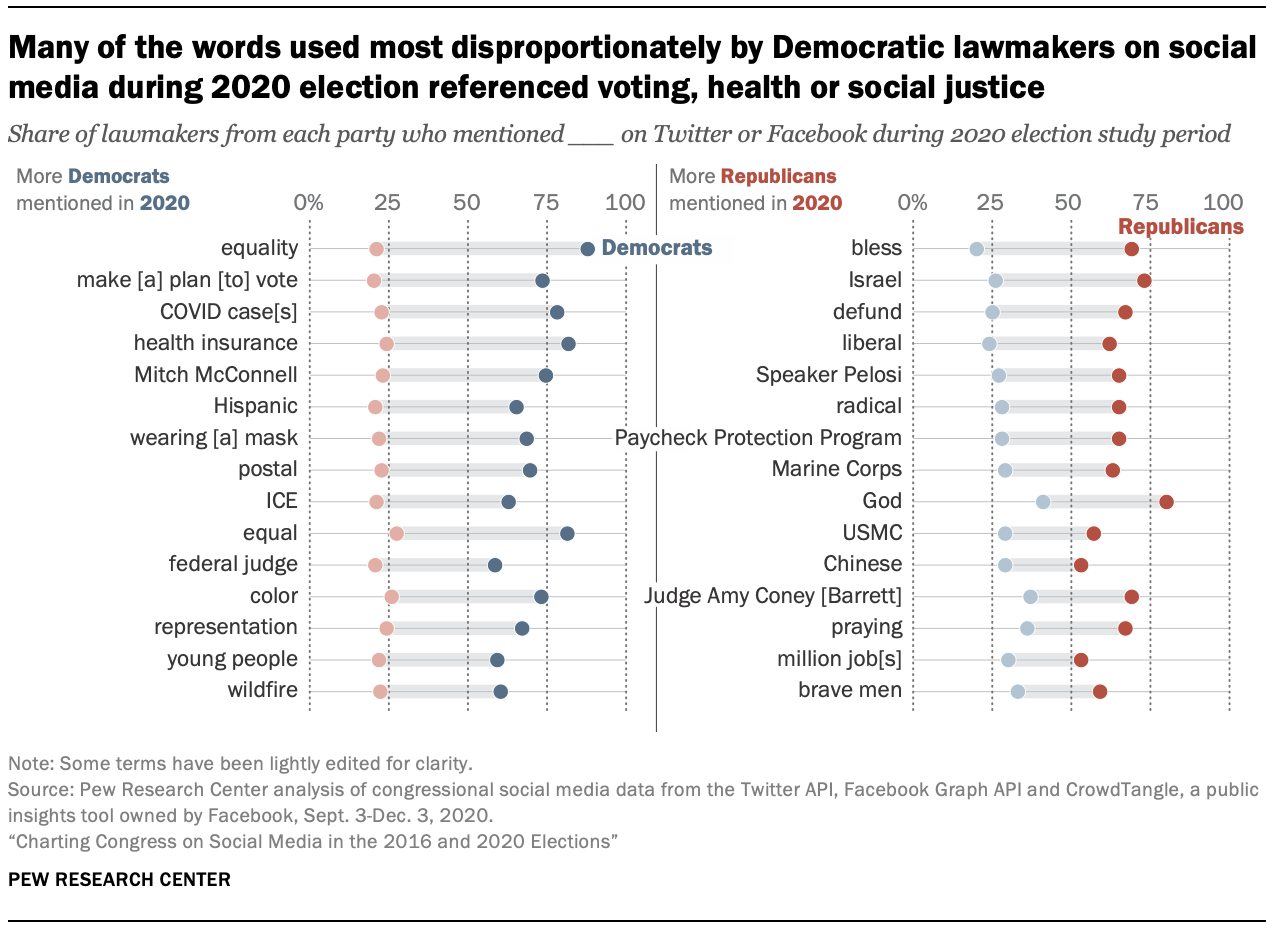 Many of the words used most disproportionately by Democratic lawmakers on social
media during 2020 election referenced voting, health or social justice
Share of lawmakers from each party who mentioned ___ on Twitter or Facebook during 2020 election study period
More Democrats
mentioned in 2020
0% 25 50 75 100
equality
Democrats
make [a] plan [to] vote
COVID case[s]
health insurance
Mitch McConnell
Hispanic
wearing [a] mask
postal
ICE
equal
federal judge
color
representation
young people
wildfire
More Republicans
mentioned in 2020
0% 25 50 75 100
Republicans
bless
Israel
defund
liberal
Speaker Pelosi
radical
Paycheck Protection Program
Marine Corps
God
USMC
Chinese
Judge Amy Coney [Barrett]
praying
million job[s]
brave men
Note: Some terms have been lightly edited for clarity.
Source: Pew Research Center analysis of congressional social media data from the Twitter API, Facebook Graph API and CrowdTangle, a public
insights tool owned by Facebook, Sept. 3-Dec. 3, 2020.
“Charting Congress on Social Media in the 2016 and 2020 Elections”
PEW RESEARCH CENTER